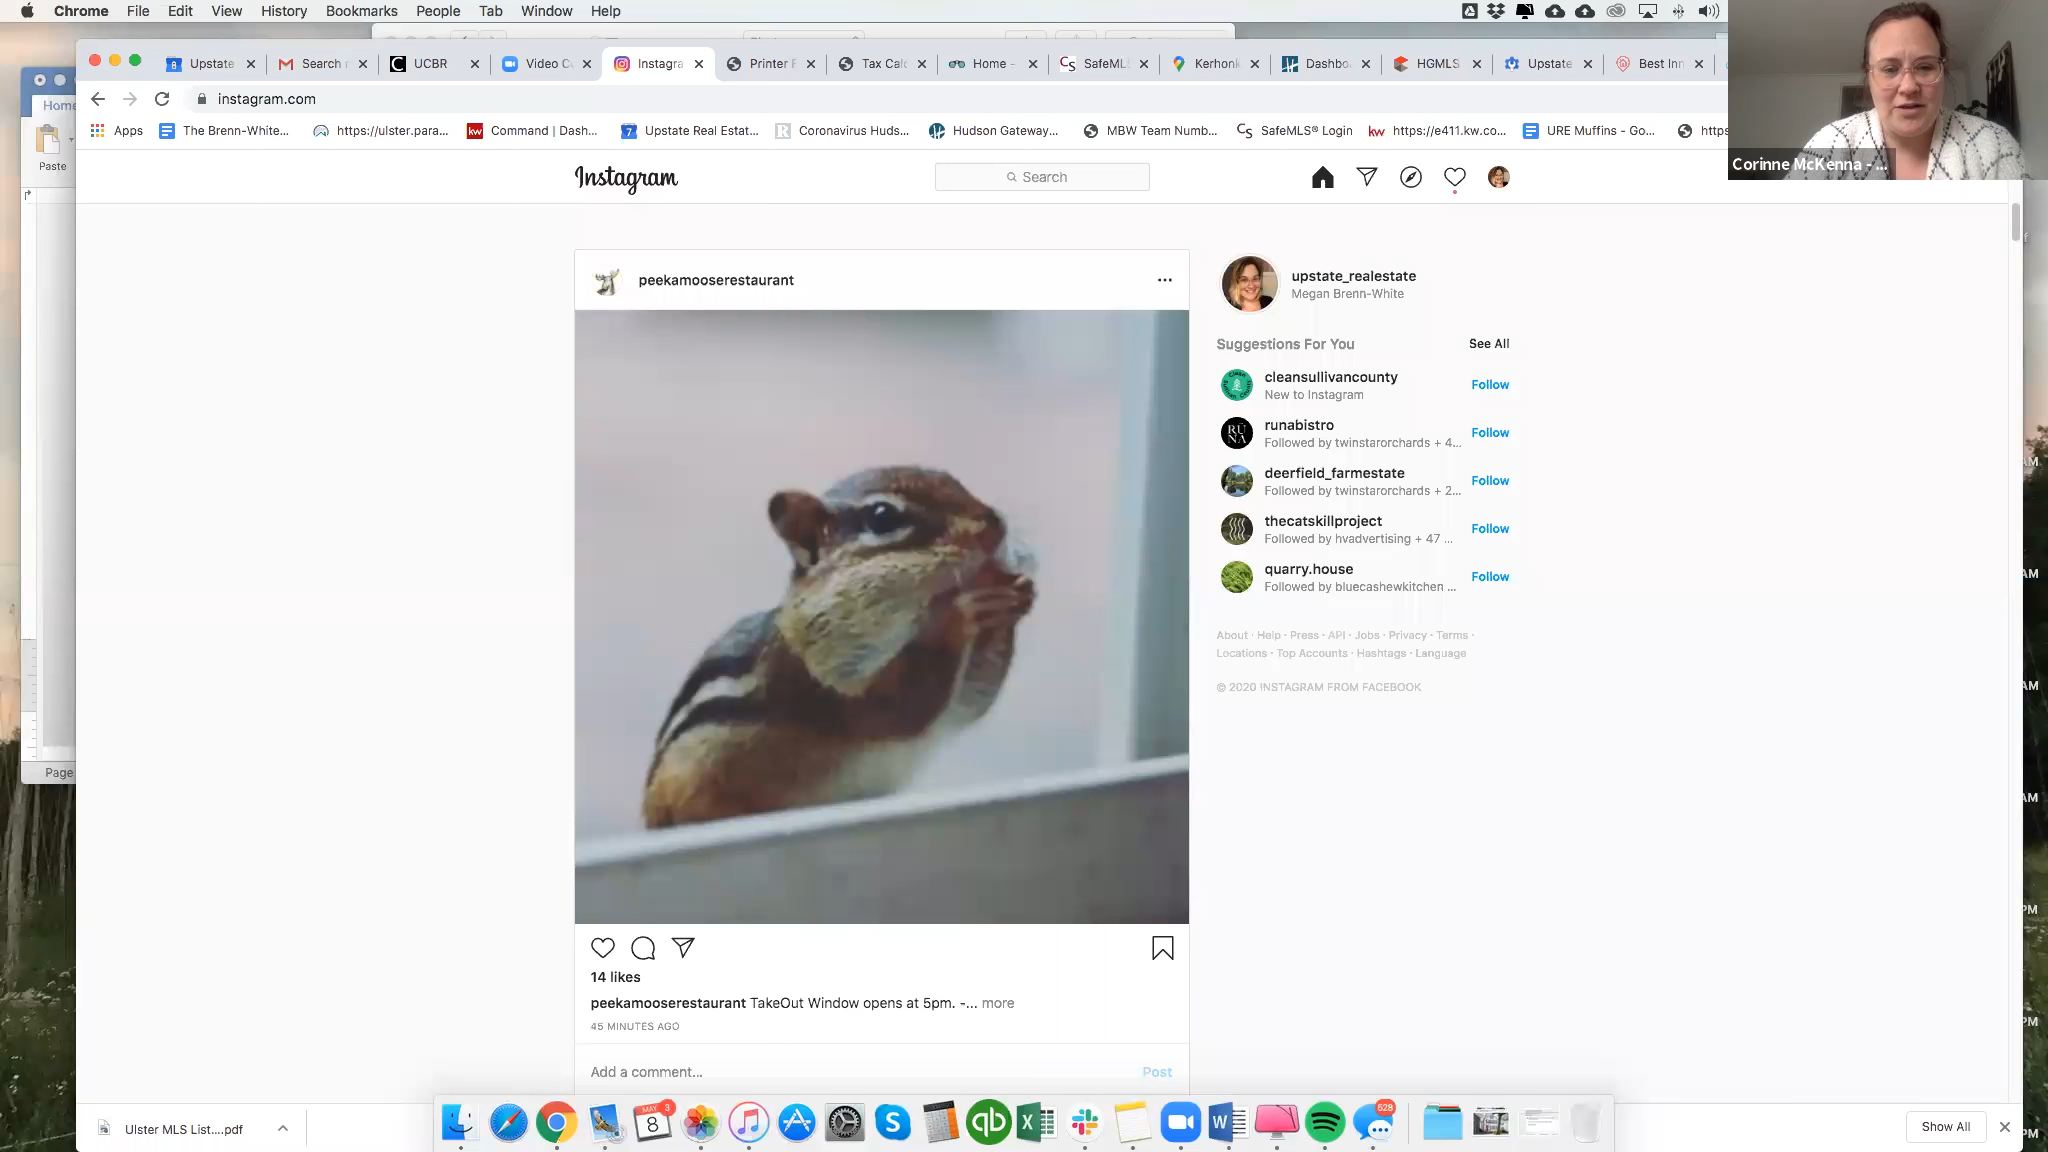 Chrome File Edit View History Bookmarks People Tab Window Help
Upstate Search UCBR Video C Instagra Printer F Tax Calc Home - SafeMLS Kerhonk Dashbo HGMLS Upstate Best Inn
Home
instagram.com
Apps The Brenn-White... https://ulster.para... Command | Dash... Upstate Real Estat... Coronavirus Huds... Hudson Gateway... MBW Team Numb... SafeMLS® Login https://e411.kw.co... URE Muffins - Go... https
Paste
Corinne McKenna - ...
Instagram
Search
peekamooserestaurant
upstate_realestate
Megan Brenn-White
Suggestions For You See All
cleansullivancounty
New to Instagram
Follow
runabistro
Followed by twinstarorchards + 4...
Follow
deerfield_farmestate
Followed by twinstarorchards + 2...
Follow
thecatskillproject
Followed by hvadvertising + 47 ...
Follow
quarry.house
Followed by bluecashewkitchen ...
Follow
About · Help · Press · API · Jobs · Privacy · Terms ·
Locations · Top Accounts · Hashtags · Language
© 2020 INSTAGRAM FROM FACEBOOK
Page
14 likes
peekamooserestaurant TakeOut Window opens at 5pm. -... more
45 MINUTES AGO
Add a comment... Post
Ulster MLS List....pdf
MAY 3
8
528
Show All